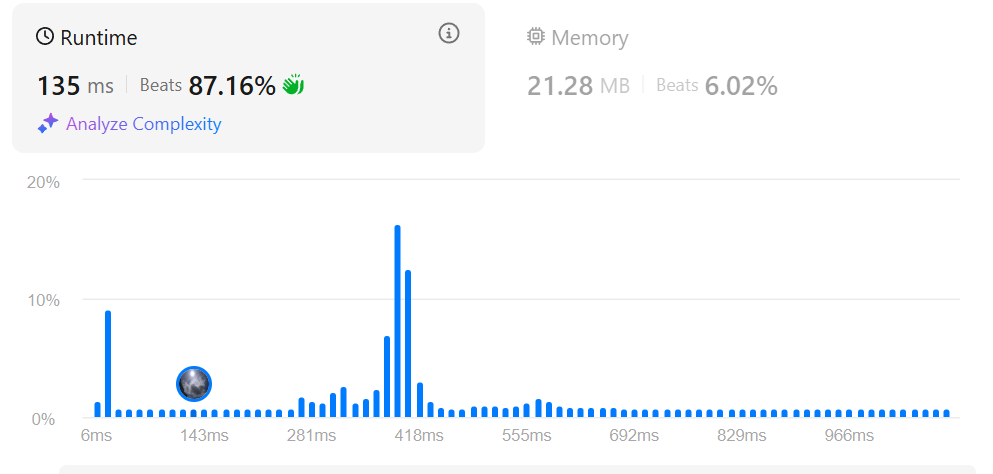 Runtime
135 ms Beats 87.16%
Analyze Complexity
Memory
21.28 MB Beats 6.02%
20%
10%
0%
6ms 143ms 281ms 418ms 555ms 692ms 829ms 966ms